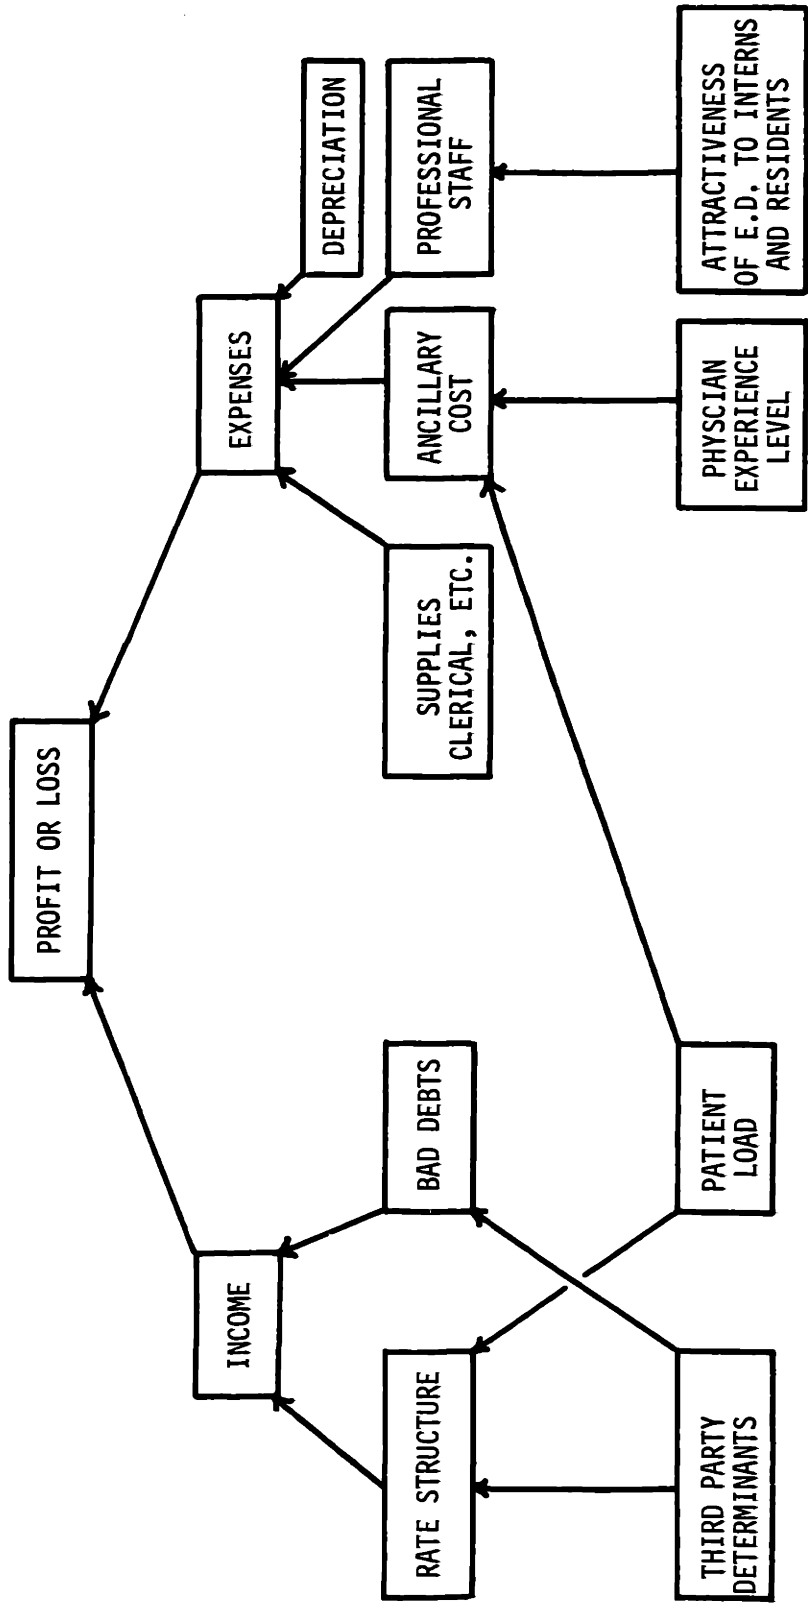 PROFIT OR LOSS
INCOME
EXPENSES
DEPRECIATION
RATE STRUCTURE
BAD DEBTS
SUPPLIES
CLERICAL, ETC.
ANCILLARY
COST
PROFESSIONAL
STAFF
THIRD PARTY
DETERMINANTS
PATIENT
LOAD
PHYSCIAN
EXPERIENCE
LEVEL
ATTRACTIVENESS
OF E.D. TO INTERNS
AND RESIDENTS